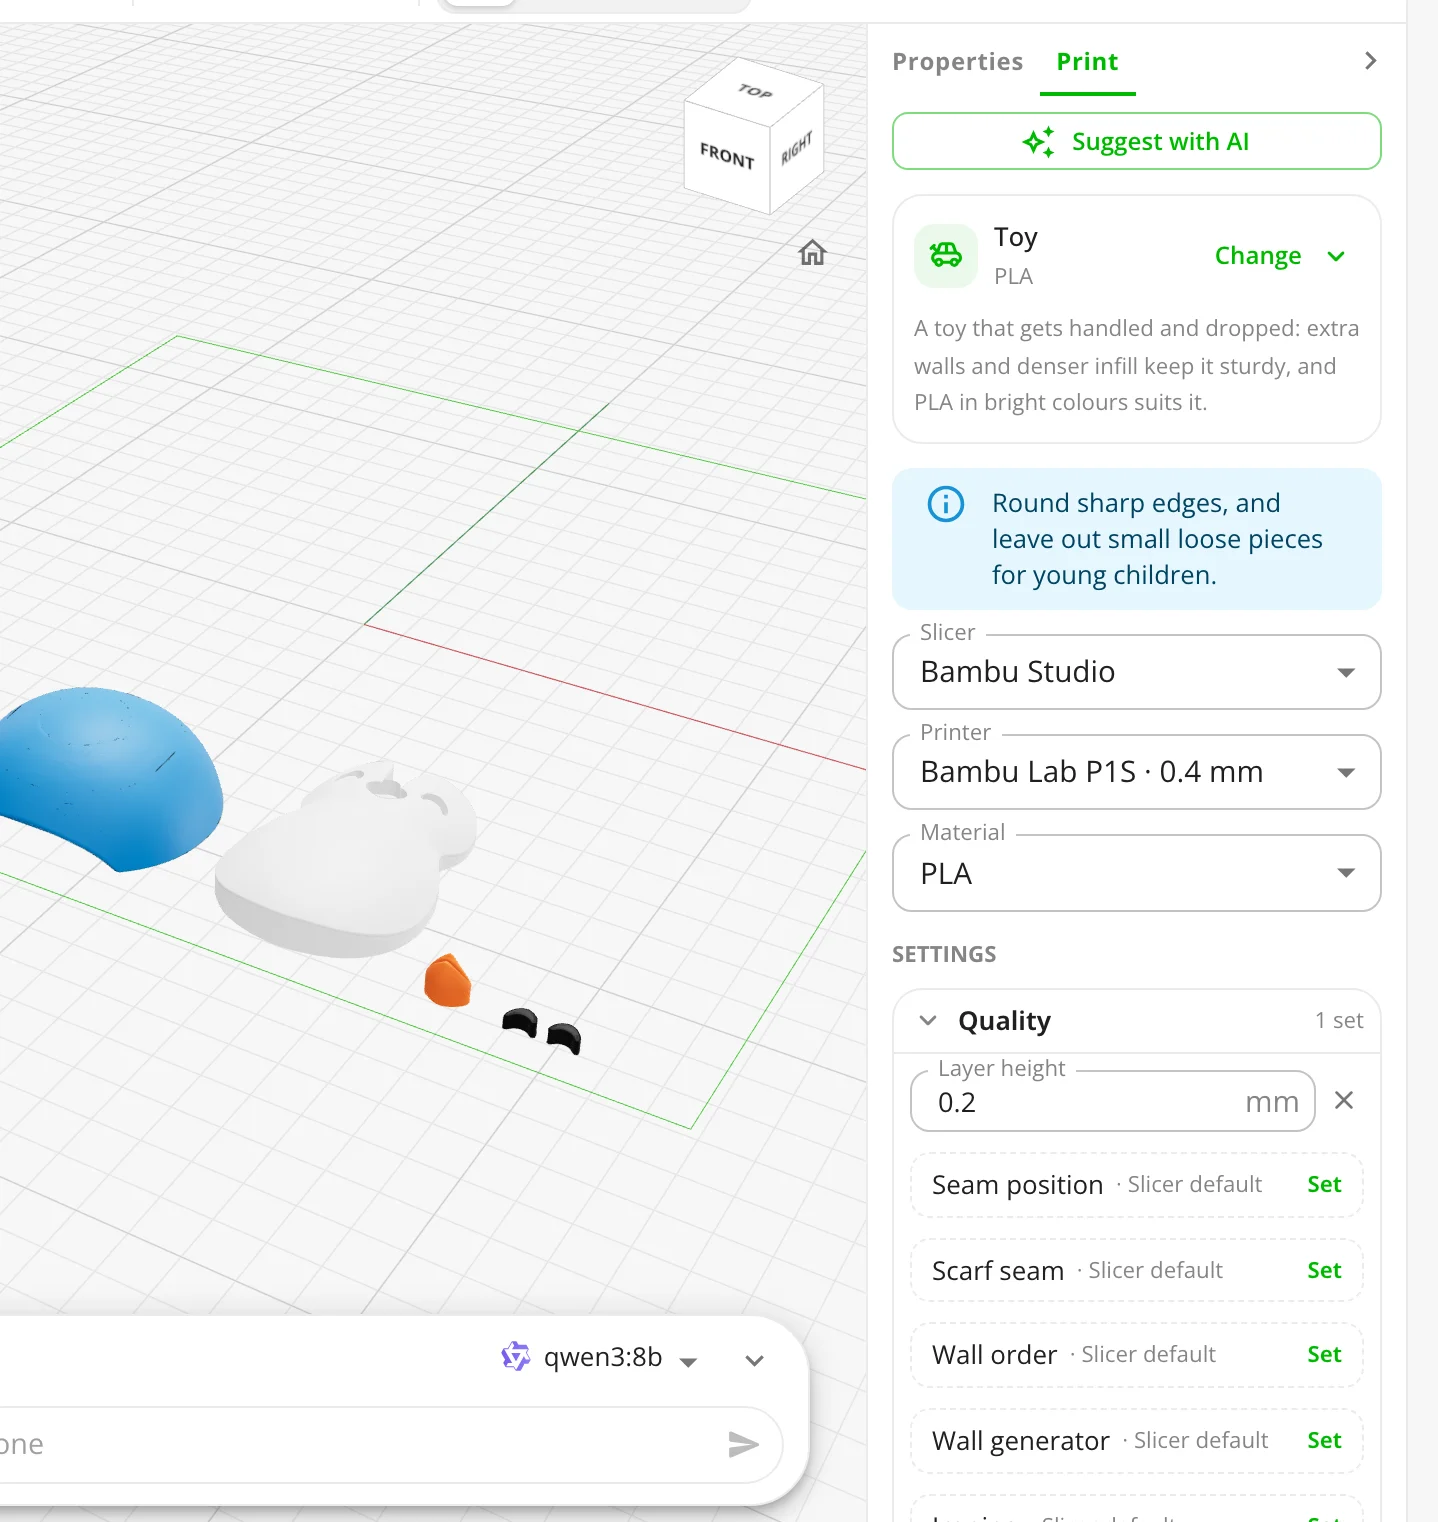 Properties
Print
TOP
FRONT
RIGHT
Suggest with AI
Toy
PLA
Change
A toy that gets handled and dropped: extra
walls and denser infill keep it sturdy, and
PLA in bright colours suits it.
Round sharp edges, and
leave out small loose pieces
for young children.
Slicer
Bambu Studio
Printer
Bambu Lab P1S · 0.4 mm
Material
PLA
SETTINGS
Quality
1 set
Layer height
0.2 mm
Seam position · Slicer default Set
Scarf seam · Slicer default Set
Wall order · Slicer default Set
Wall generator · Slicer default Set
qwen3:8b